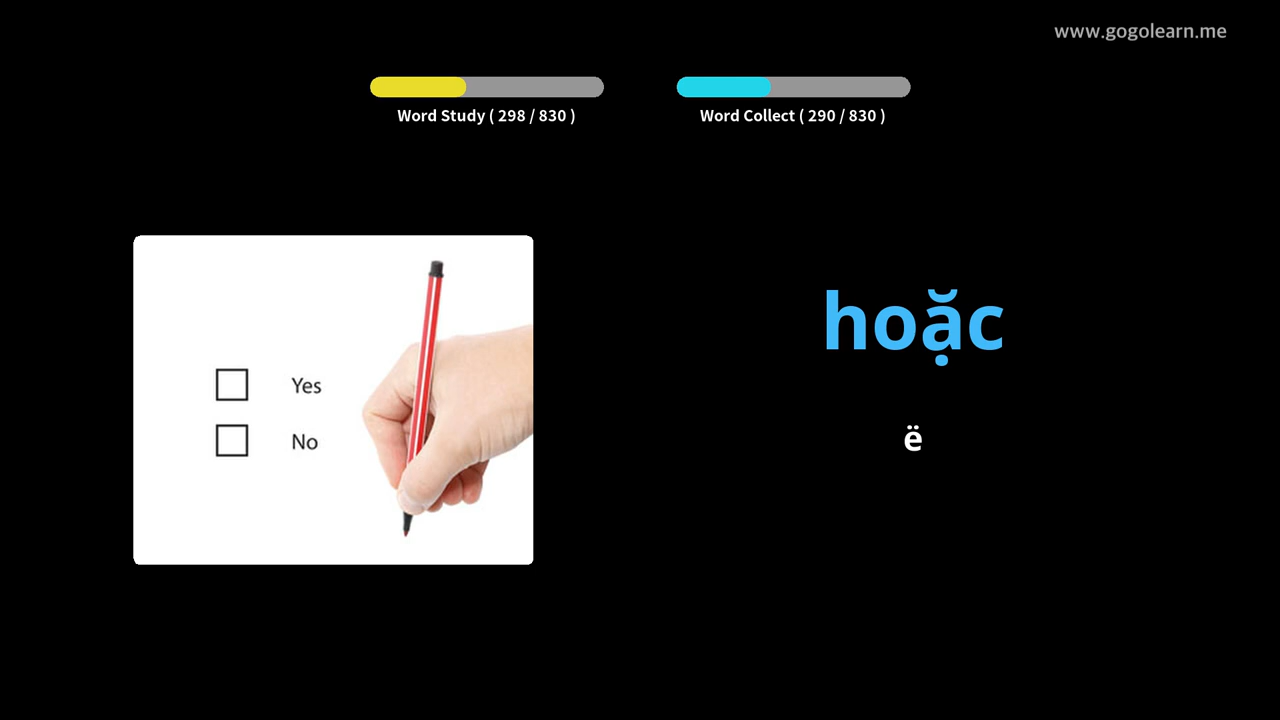 www.gogolearn.me
Word Study ( 298 / 830 )
Word Collect ( 290 / 830 )
hoặc
ë
Yes
No